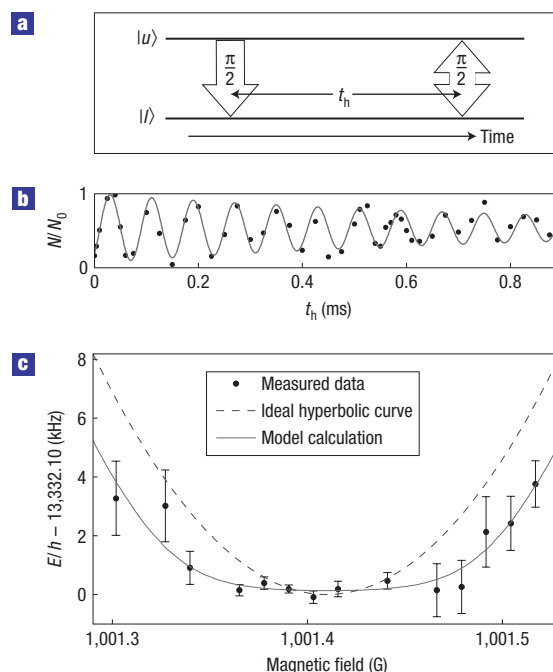 a
|u⟩
π/2
π/2
t_h
|l⟩
Time
b
N/N_0
1
0
0 0.2 0.4 0.6 0.8
t_h (ms)
c
E/h − 13,332.10 (kHz)
8
6
4
2
0
Measured data
Ideal hyperbolic curve
Model calculation
1,001.3 1,001.4 1,001.5
Magnetic field (G)